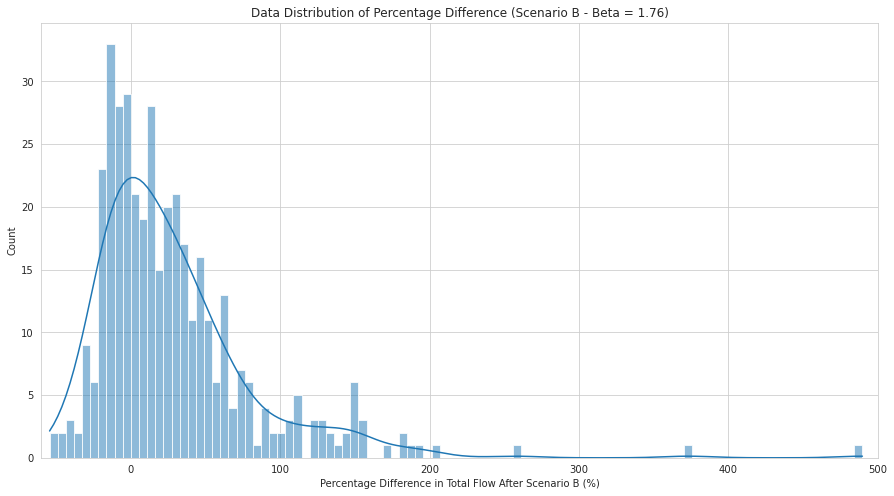 Data Distribution of Percentage Difference (Scenario B - Beta = 1.76)
Count
30
25
20
15
10
5
0
0 100 200 300 400 500
Percentage Difference in Total Flow After Scenario B (%)